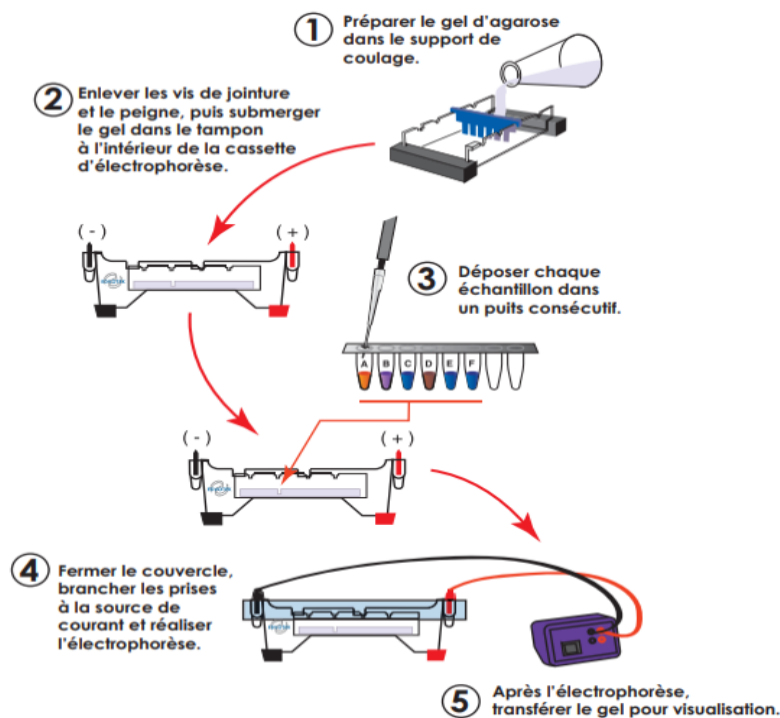 1 Préparer le gel d'agarose
dans le support de
coulage.
2 Enlever les vis de jointure
et le peigne, puis submerger
le gel dans le tampon
à l'intérieur de la cassette
d'électrophorèse.
( - ) ( + )
3 Déposer chaque
échantillon dans
un puits consécutif.
A B C D E F
( - ) ( + )
4 Fermer le couvercle,
brancher les prises
à la source de
courant et réaliser
l'électrophorèse.
5 Après l'électrophorèse,
transférer le gel pour visualisation.